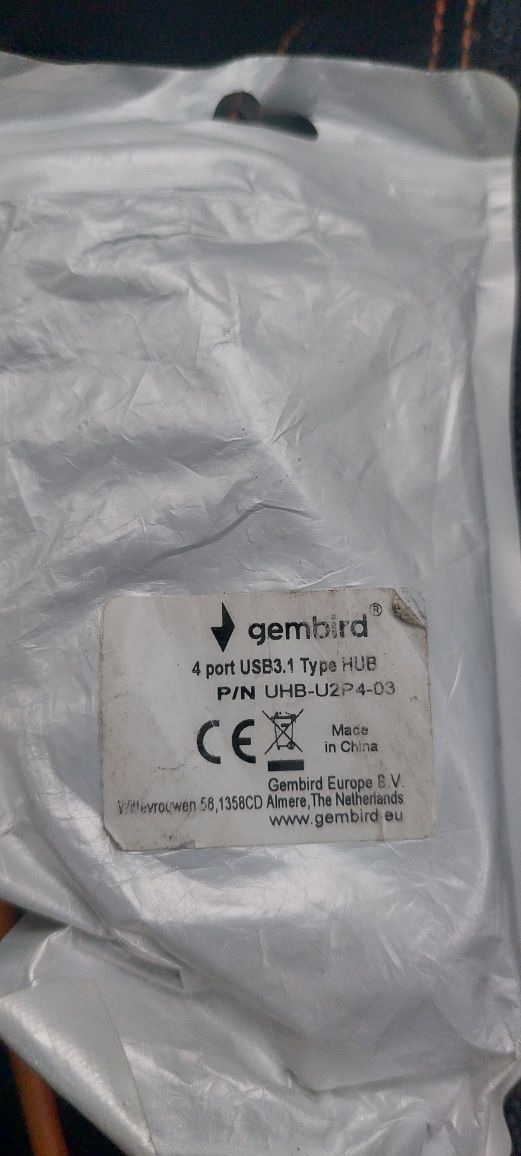 gembird®
4 port USB3.1 Type HUB
P/N UHB-U2P4-03
CE
Made
in China
Gembird Europe B.V.
Wittevrouwen 56,1358CD Almere,The Netherlands
www.gembird.eu